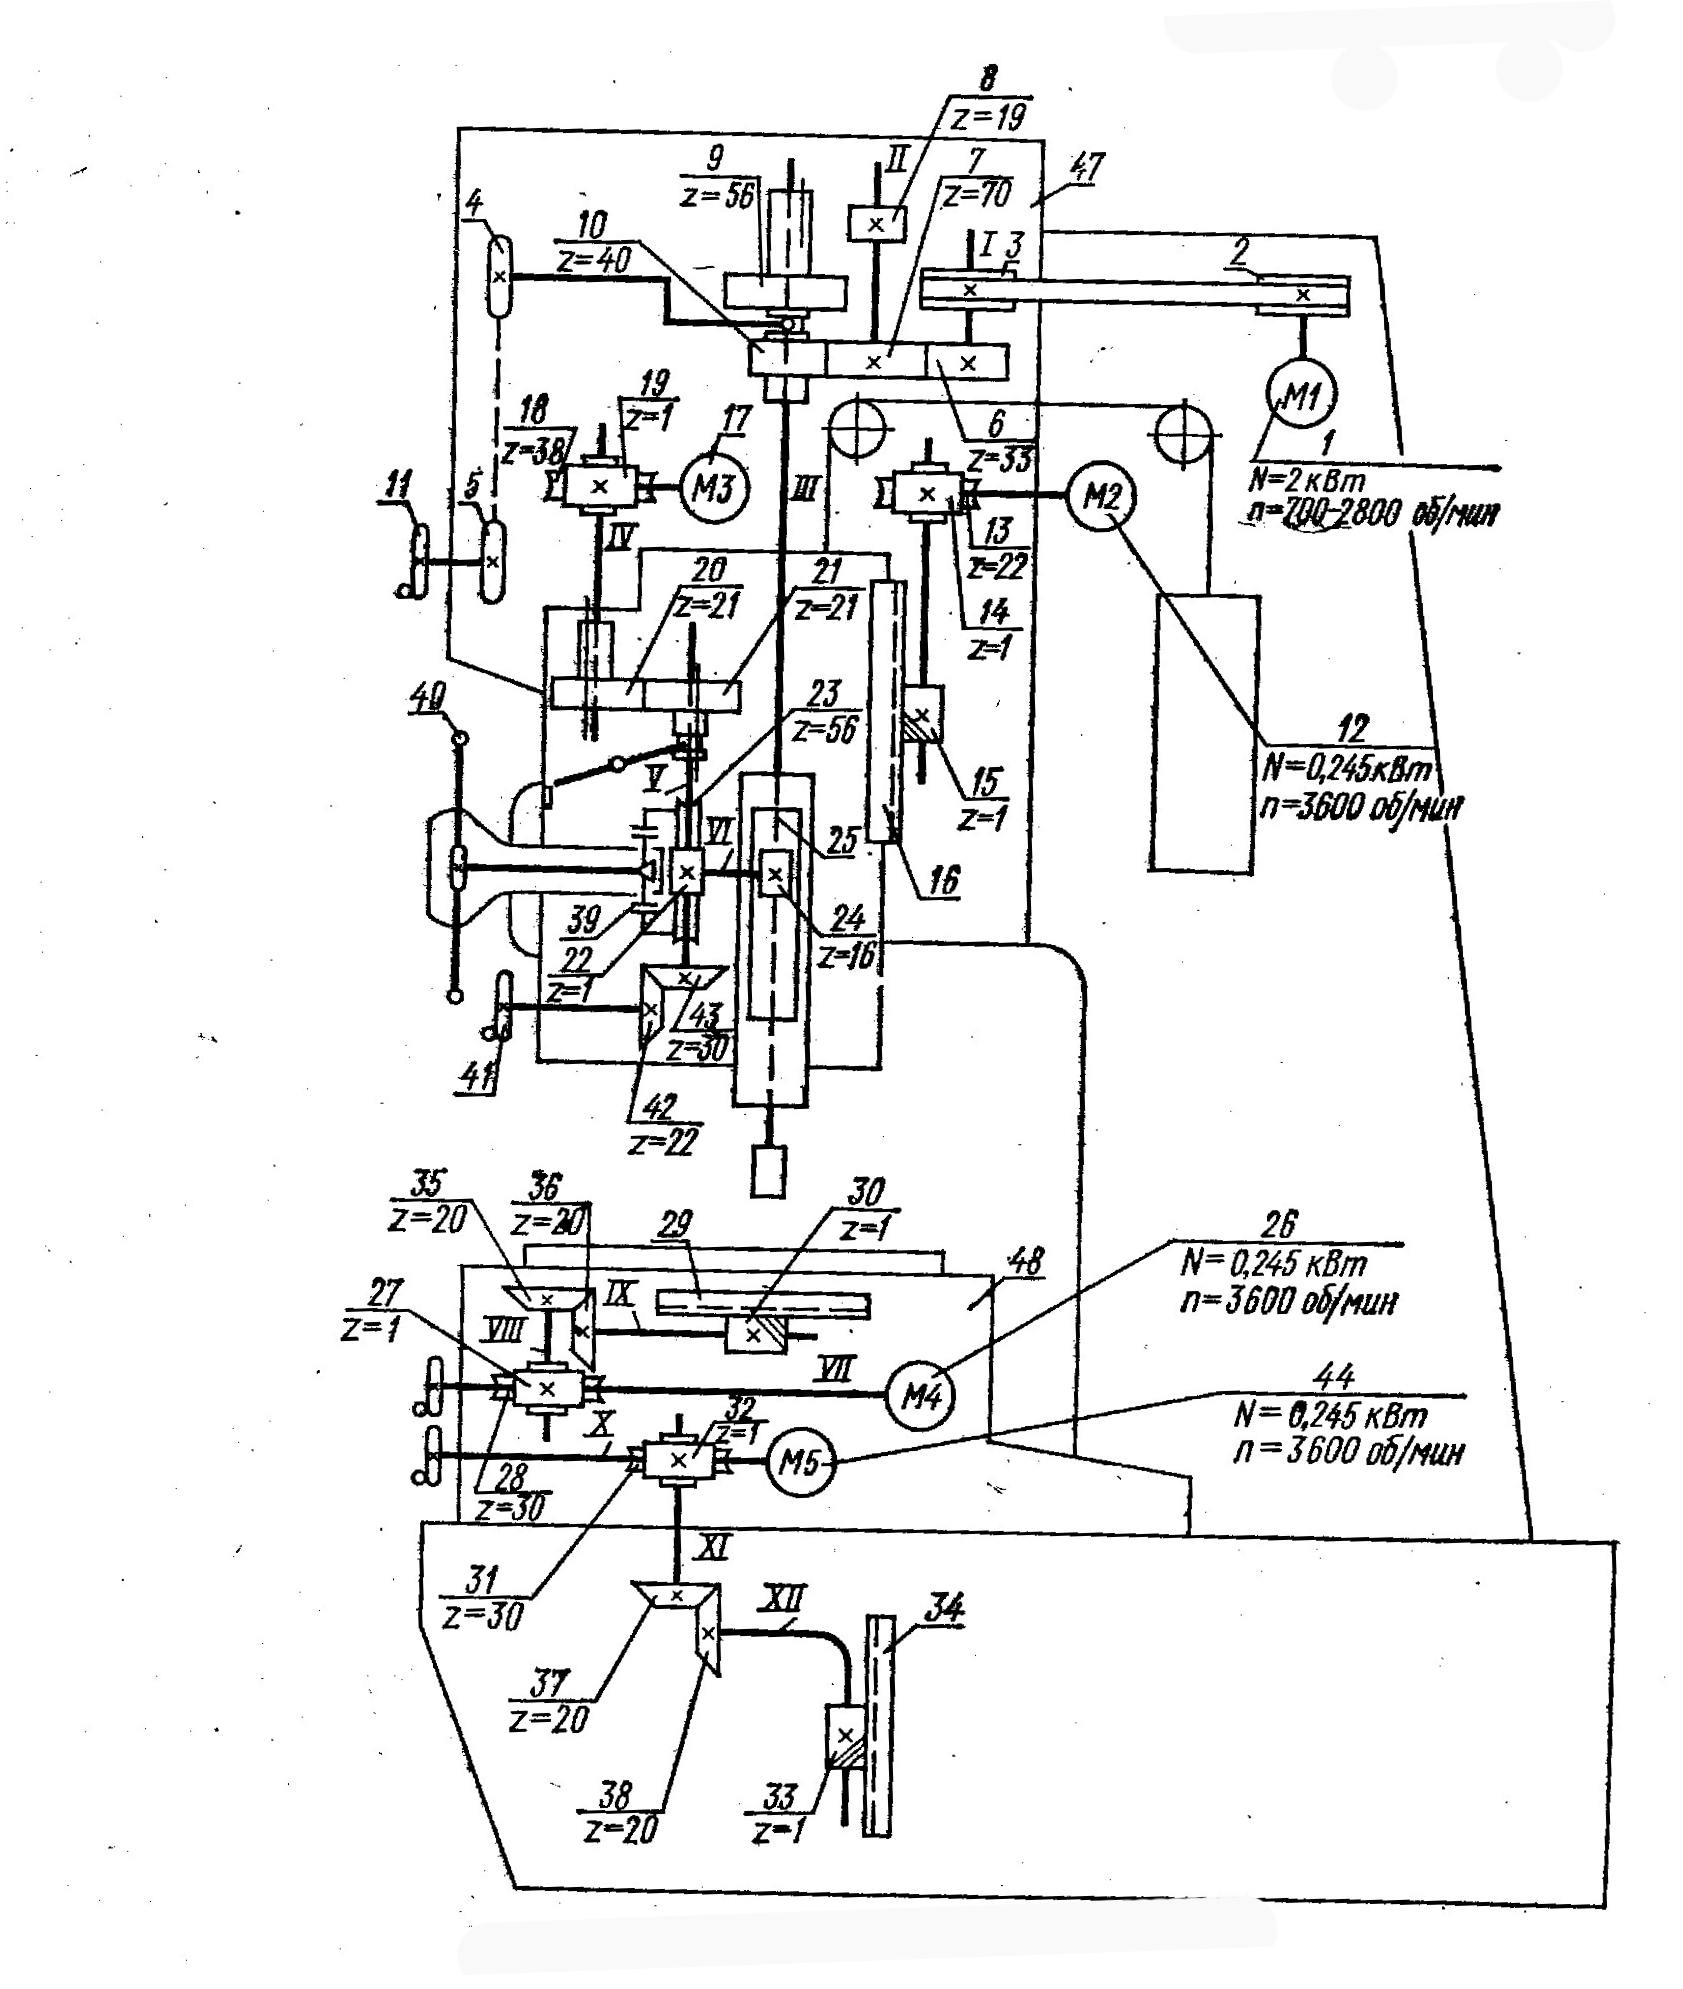 8
z=19
9
z=56
II
7
z=70
47
4
10
z=40
I
3
2
19
z=1
18
z=38
17
M3
III
6
z=33
M1
1
N=2 кВт
n=700-2800 об/мин
11
5
IV
M2
13
z=22
20
z=21
21
z=21
14
z=1
40
23
z=56
12
N=0,245 кВт
n=3600 об/мин
V
VI
25
15
z=1
16
39
22
z=1
24
z=16
43
z=30
41
42
z=22
35
z=20
36
z=20
29
30
z=1
26
N=0,245 кВт
n=3600 об/мин
48
27
z=1
VIII
IX
VII
M4
44
N=0,245 кВт
n=3600 об/мин
X
32
z=1
M5
28
z=30
31
z=30
XI
XII
34
37
z=20
38
z=20
33
z=1